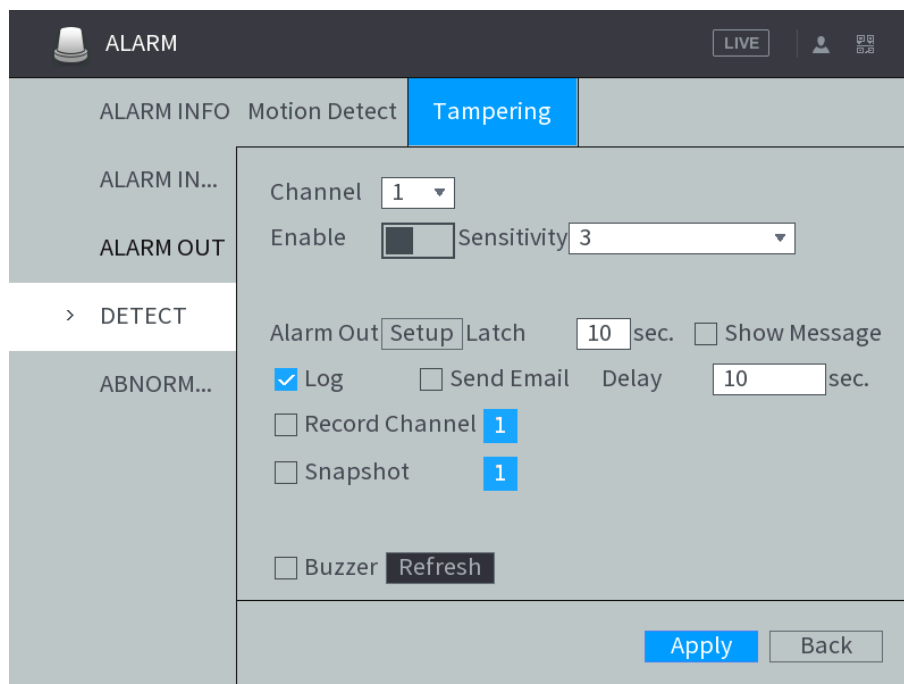 ALARM LIVE
ALARM INFO Motion Detect Tampering
ALARM IN...
Channel 1
Enable Sensitivity 3
ALARM OUT
> DETECT
Alarm Out Setup Latch 10 sec. Show Message
ABNORM...
Log Send Email Delay 10 sec.
Record Channel 1
Snapshot 1
Buzzer Refresh
Apply Back